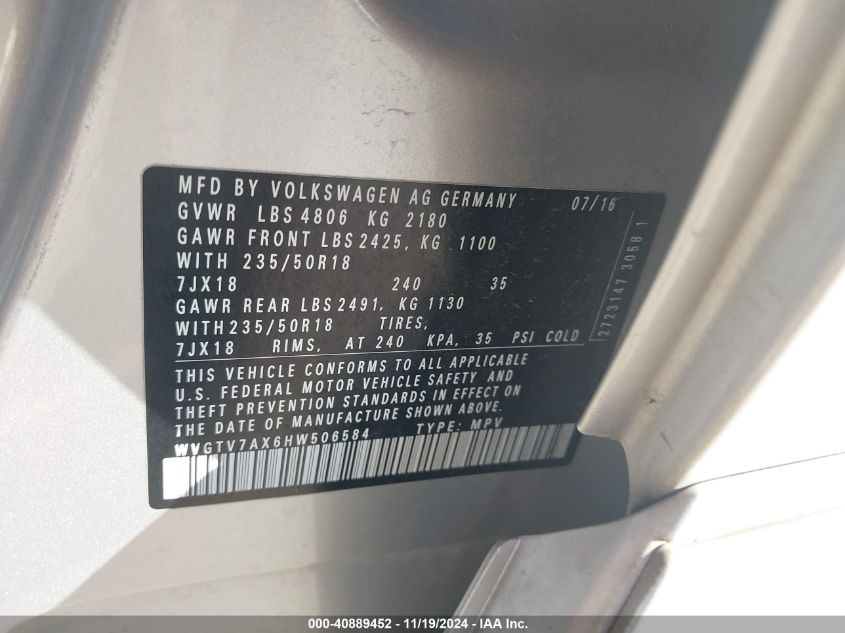 MFD BY VOLKSWAGEN AG GERMANY 07/16
GVWR LBS 4806 KG 2180
GAWR FRONT LBS 2425, KG 1100
WITH 235/50R18
7JX18 240 35
GAWR REAR LBS 2491, KG 1130
WITH 235/50R18 TIRES,
7JX18 RIMS, AT 240 KPA, 35 PSI COLD
THIS VEHICLE CONFORMS TO ALL APPLICABLE
U.S. FEDERAL MOTOR VEHICLE SAFETY AND
THEFT PREVENTION STANDARDS IN EFFECT ON
THE DATE OF MANUFACTURE SHOWN ABOVE.
WVGTV7AX6HW506584 TYPE: MPV
2723147 3068 1
000-40889452 - 11/19/2024 - IAA Inc.